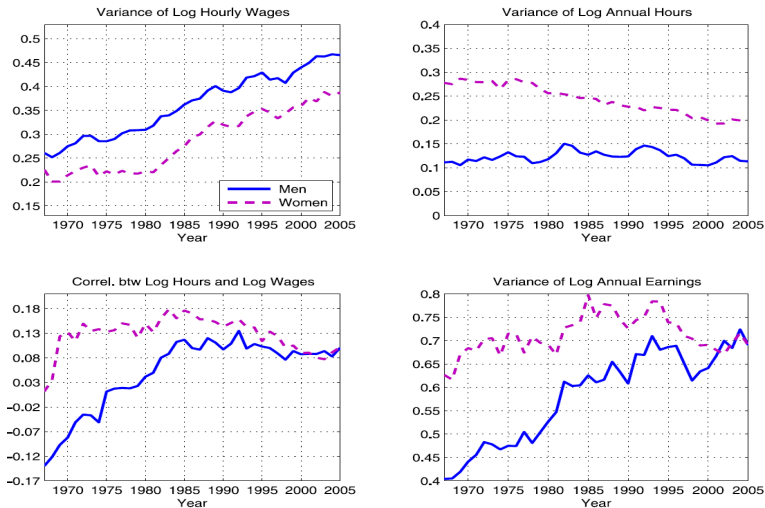 Variance of Log Hourly Wages
0.5
0.45
0.4
0.35
0.3
0.25
0.2
0.15
Men
Women
1970 1975 1980 1985 1990 1995 2000 2005
Year
Variance of Log Annual Hours
0.4
0.35
0.3
0.25
0.2
0.15
0.1
0.05
0
1970 1975 1980 1985 1990 1995 2000 2005
Year
Correl. btw Log Hours and Log Wages
0.18
0.13
0.08
0.03
−0.02
−0.07
−0.12
−0.17
1970 1975 1980 1985 1990 1995 2000 2005
Year
Variance of Log Annual Earnings
0.8
0.75
0.7
0.65
0.6
0.55
0.5
0.45
0.4
1970 1975 1980 1985 1990 1995 2000 2005
Year